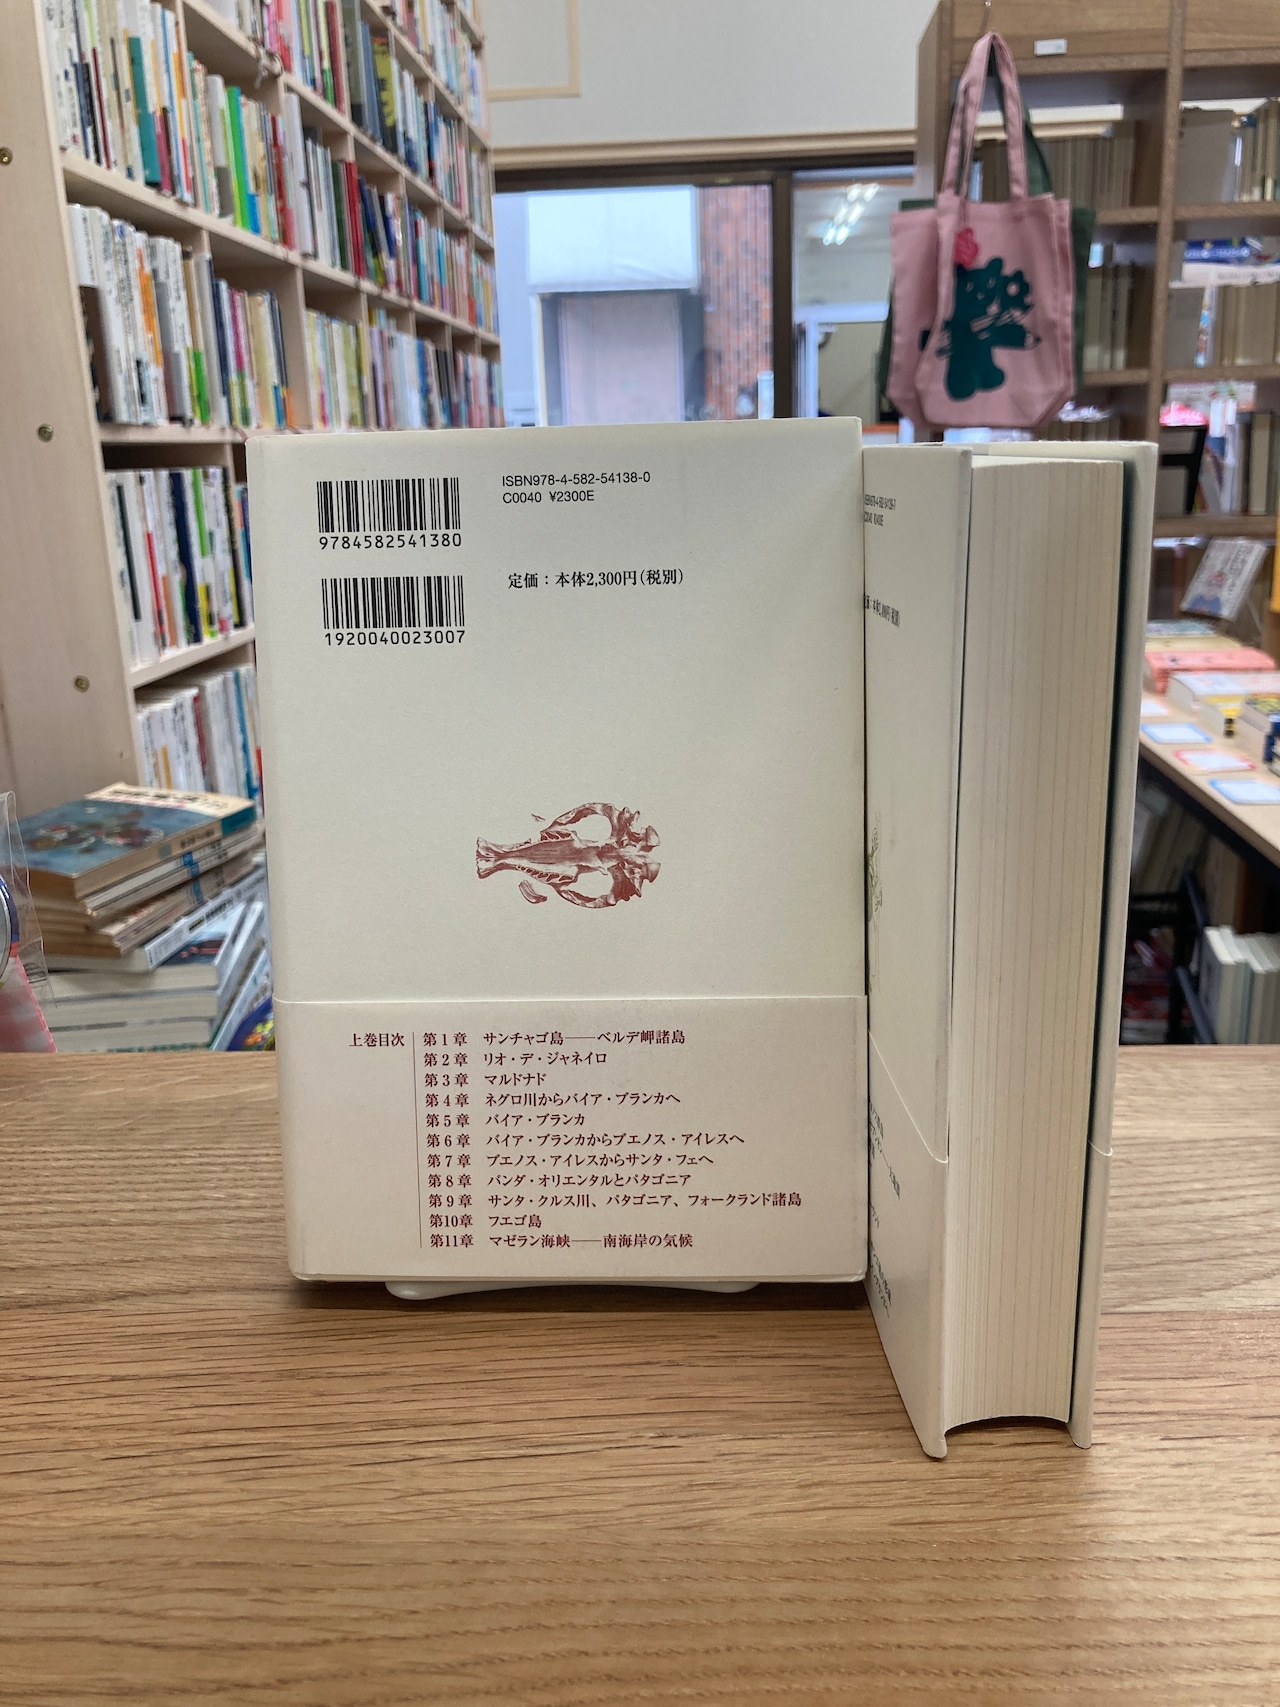 ISBN978-4-582-54138-0
C0040 ¥2300E
9784582541380
定価：本体2,300円（税別）
1920040023007
上巻目次
第1章 サンチャゴ島――ベルデ岬諸島
第2章 リオ・デ・ジャネイロ
第3章 マルドナド
第4章 ネグロ川からバイア・ブランカへ
第5章 バイア・ブランカ
第6章 バイア・ブランカからブエノス・アイレスへ
第7章 ブエノス・アイレスからサンタ・フェへ
第8章 バンダ・オリエンタルとパタゴニア
第9章 サンタ・クルス川、パタゴニア、フォークランド諸島
第10章 フエゴ島
第11章 マゼラン海峡――南海岸の気候